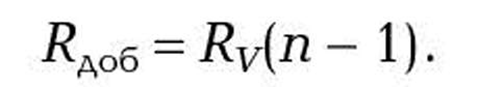 R_доб = R_V(n − 1).